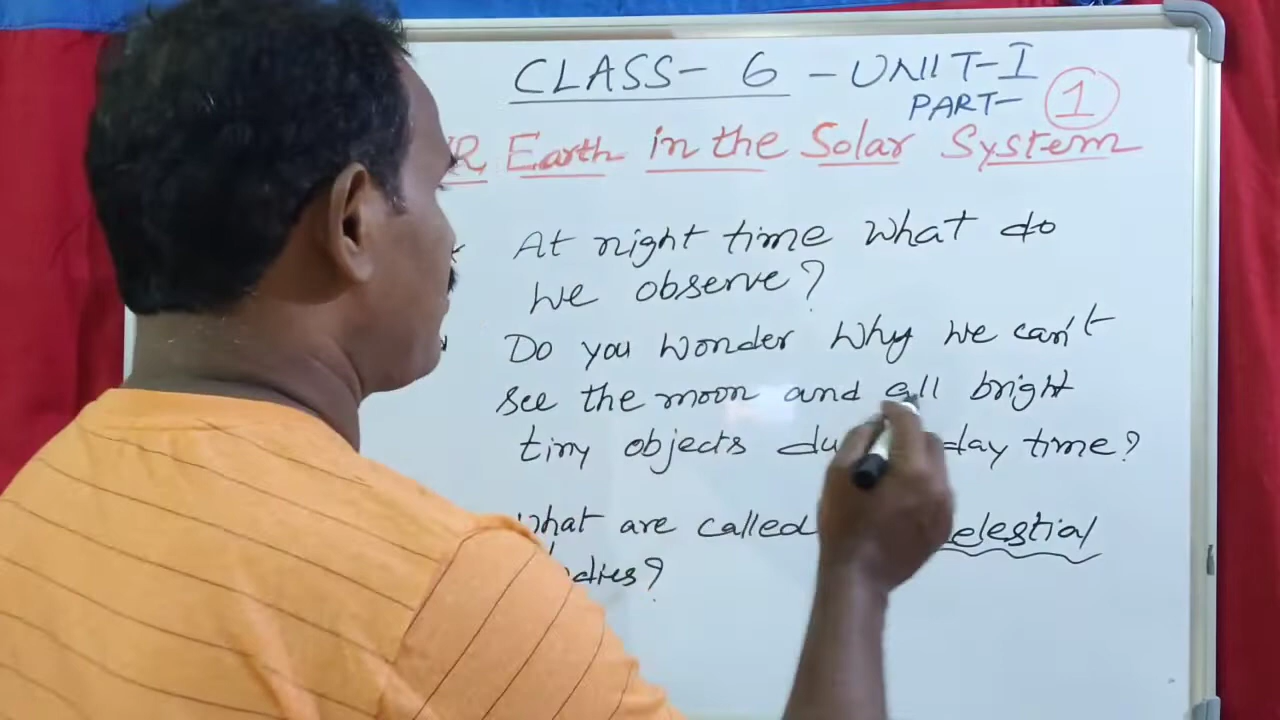 CLASS- 6 - UNIT-I
PART- 1
Earth in the Solar System
At night time what do
we observe?
Do you wonder why we can't
see the moon and all bright
tiny objects day time?
What are called